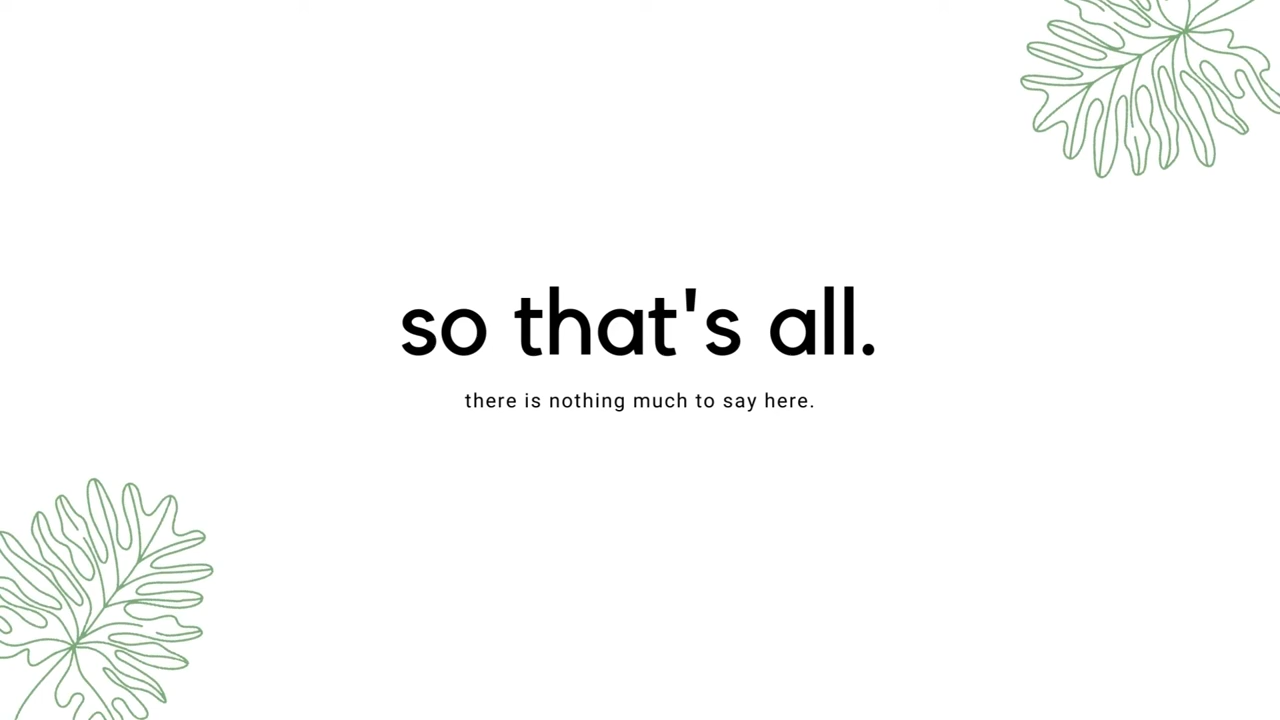 so that's all.
there is nothing much to say here.